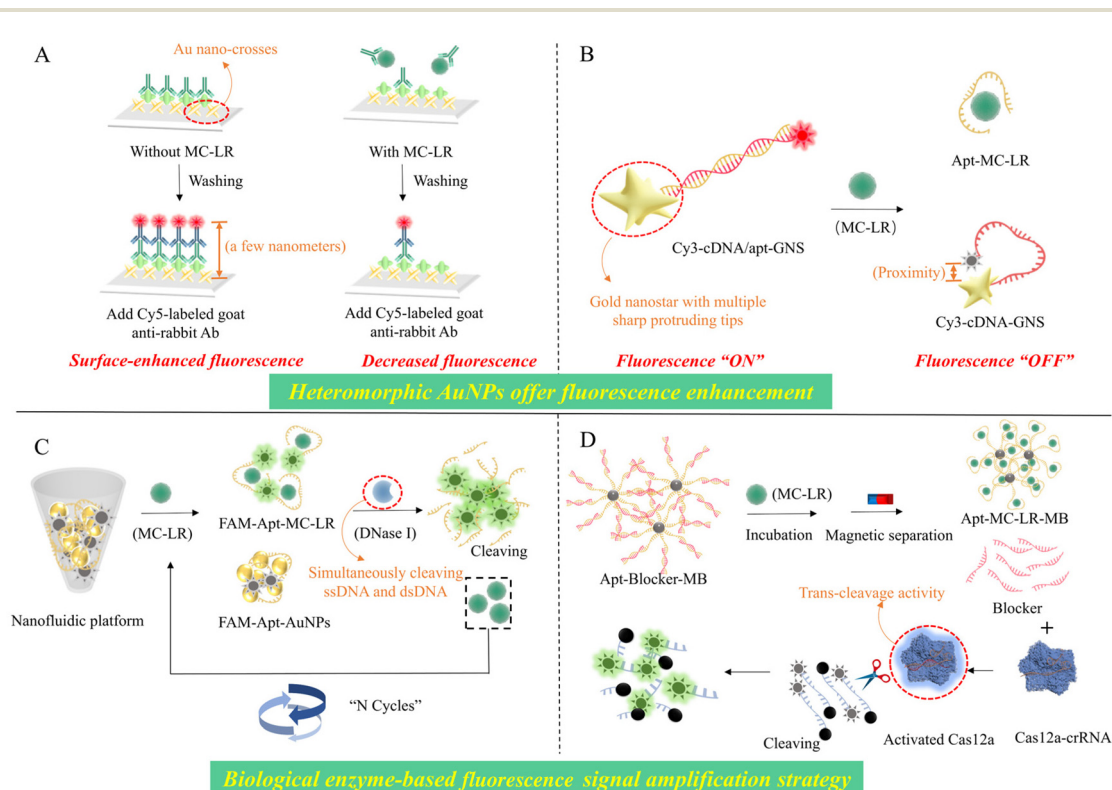 A
Au nano-crosses
Without MC-LR
With MC-LR
Washing
Washing
(a few nanometers)
Add Cy5-labeled goat
anti-rabbit Ab
Add Cy5-labeled goat
anti-rabbit Ab
Surface-enhanced fluorescence
Decreased fluorescence
B
Apt-MC-LR
(MC-LR)
Cy3-cDNA/apt-GNS
(Proximity)
Gold nanostar with multiple
sharp protruding tips
Cy3-cDNA-GNS
Fluorescence “ON”
Fluorescence “OFF”
Heteromorphic AuNPs offer fluorescence enhancement
C
(MC-LR)
FAM-Apt-MC-LR
(DNase I)
Cleaving
Simultaneously cleaving
ssDNA and dsDNA
Nanofluidic platform
FAM-Apt-AuNPs
“N Cycles”
D
(MC-LR)
Incubation
Magnetic separation
Apt-MC-LR-MB
Apt-Blocker-MB
Blocker
Trans-cleavage activity
+
Cleaving
Activated Cas12a
Cas12a-crRNA
Biological enzyme-based fluorescence signal amplification strategy